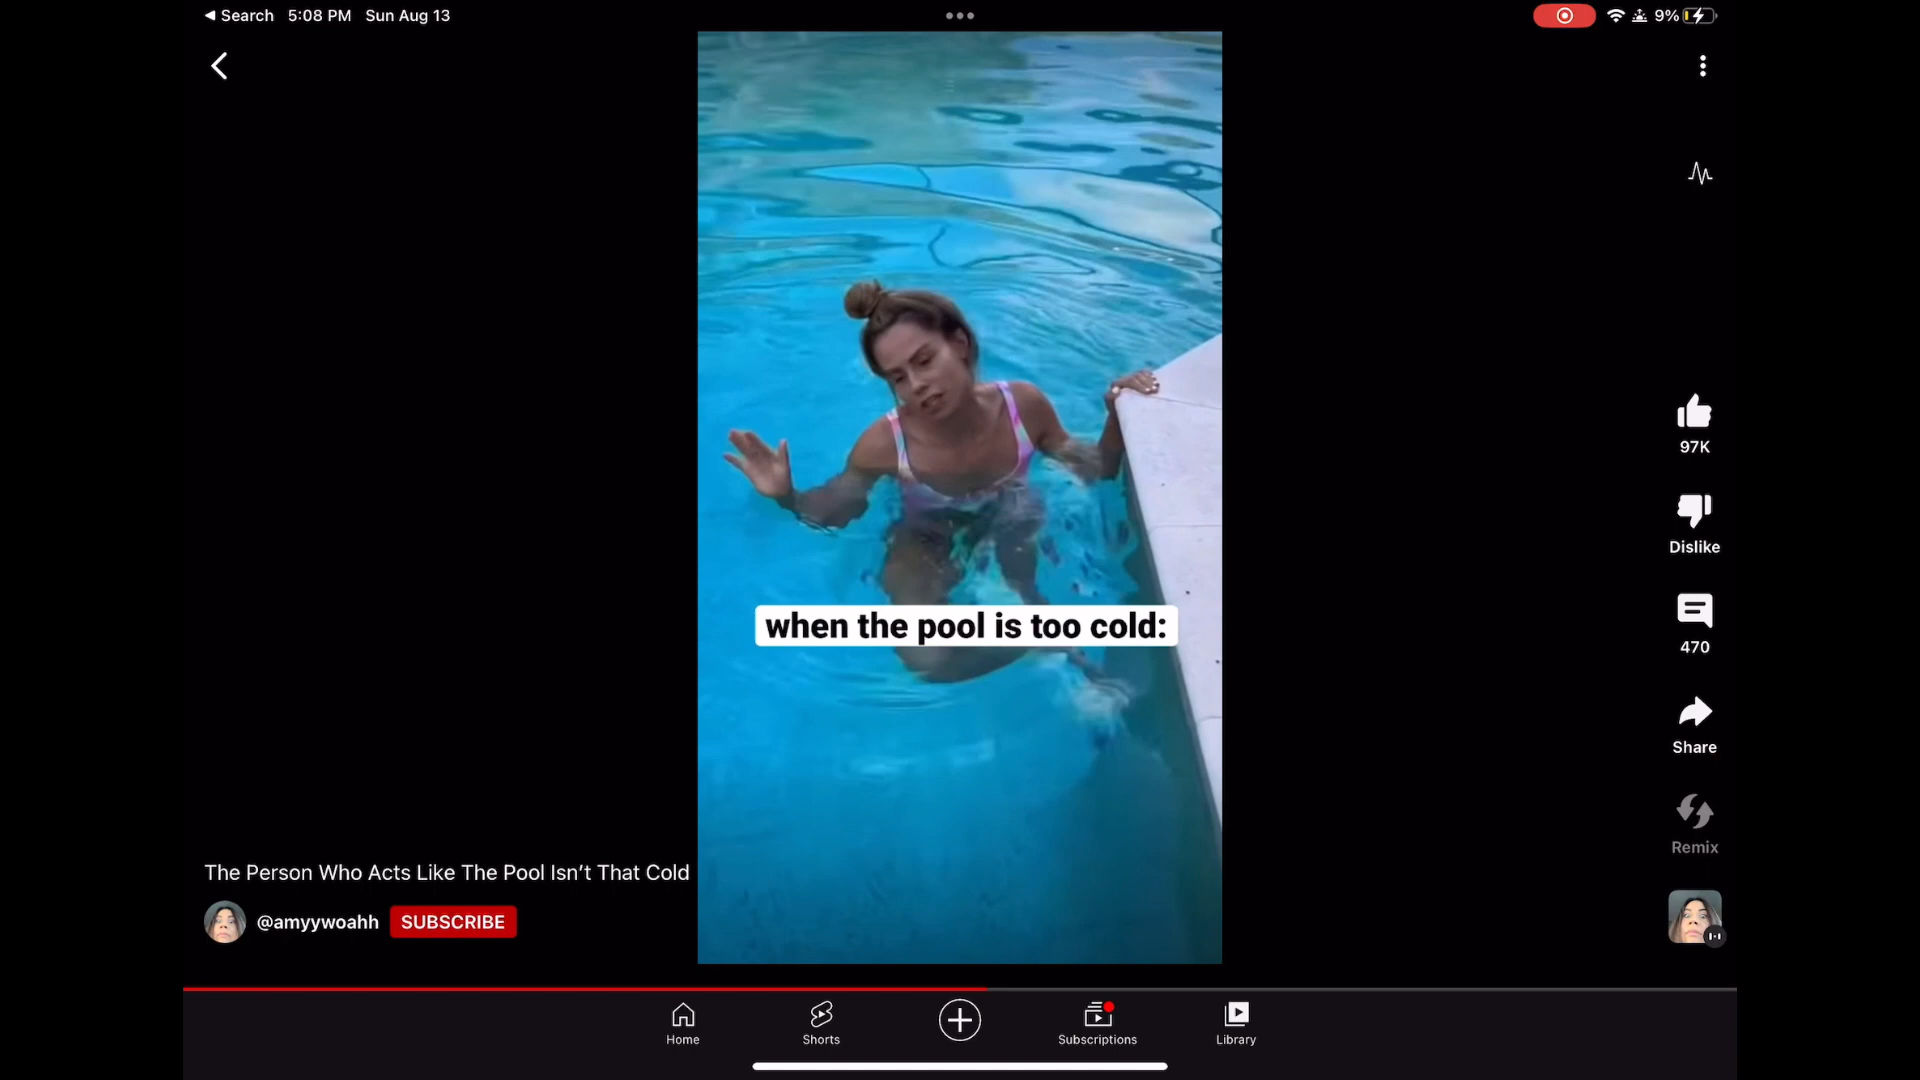 Search 5:08 PM Sun Aug 13
9%
when the pool is too cold:
97K
Dislike
470
Share
Remix
The Person Who Acts Like The Pool Isn’t That Cold
@amyywoahh SUBSCRIBE
Home Shorts Subscriptions Library